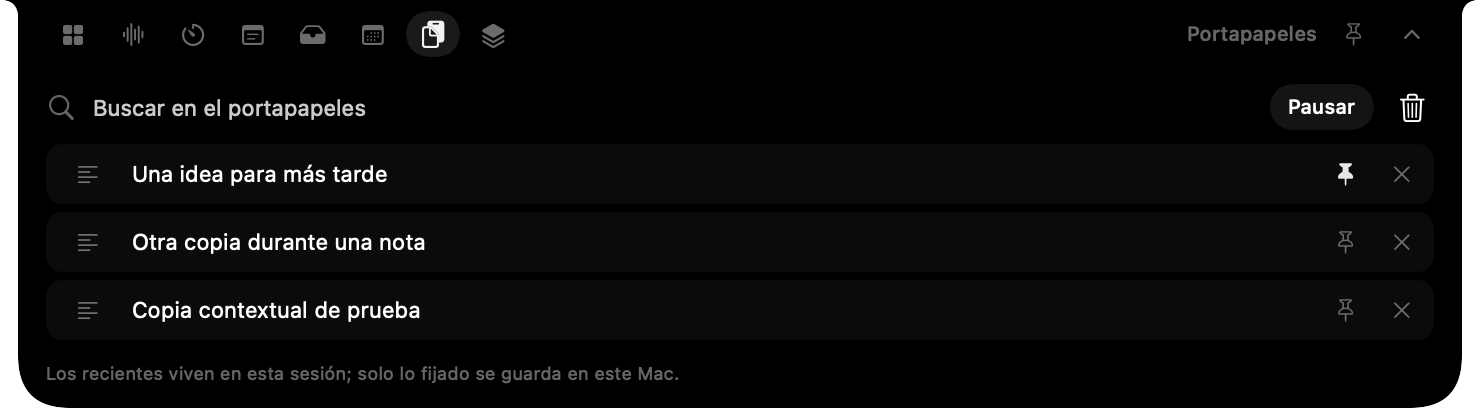 Portapapeles
Buscar en el portapapeles
Pausar
Una idea para más tarde
Otra copia durante una nota
Copia contextual de prueba
Los recientes viven en esta sesión; solo lo fijado se guarda en este Mac.